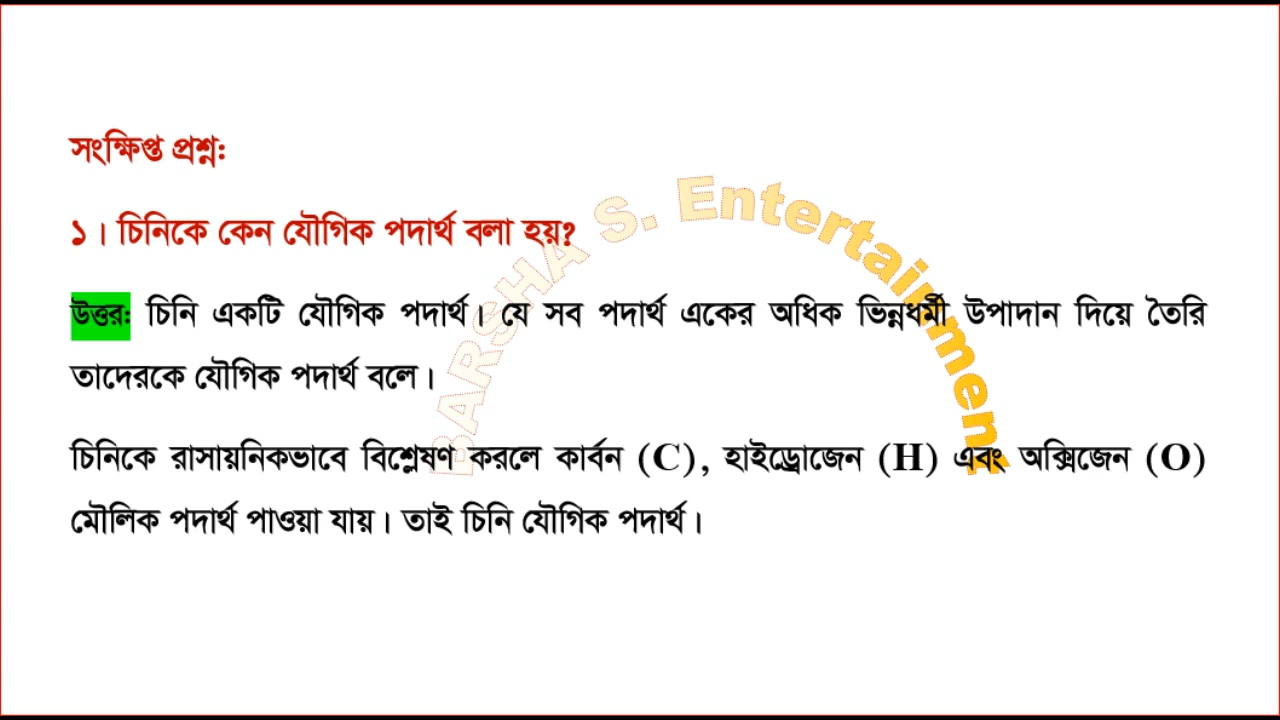 সংক্ষিপ্ত প্রশ্ন:
১। চিনিকে কেন যৌগিক পদার্থ বলা হয়?
উত্তর: চিনি একটি যৌগিক পদার্থ। যে সব পদার্থ একের অধিক ভিন্নধর্মী উপাদান দিয়ে তৈরি
তাদেরকে যৌগিক পদার্থ বলে।
চিনিকে রাসায়নিকভাবে বিশ্লেষণ করলে কার্বন (C), হাইড্রোজেন (H) এবং অক্সিজেন (O)
মৌলিক পদার্থ পাওয়া যায়। তাই চিনি যৌগিক পদার্থ।
BARSHA S. Entertainment